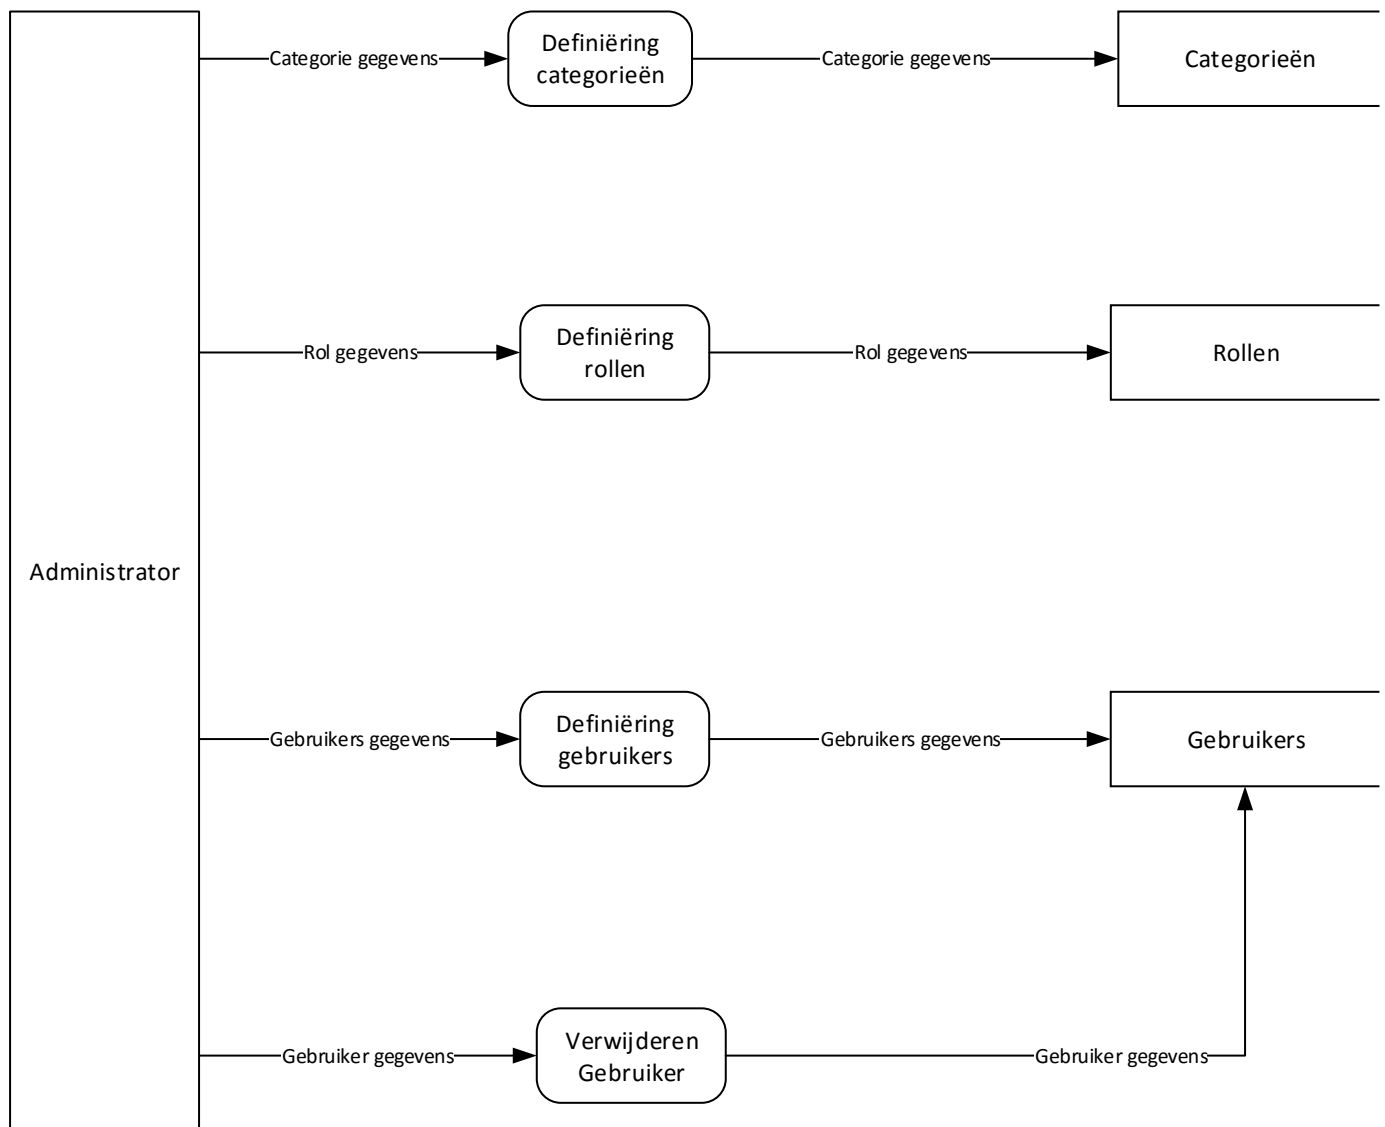 Categorie gegevens
Definiëring
categorieën
Categorie gegevens
Categorieën
Rol gegevens
Definiëring
rollen
Rol gegevens
Rollen
Administrator
Gebruikers gegevens
Definiëring
gebruikers
Gebruikers gegevens
Gebruikers
Gebruiker gegevens
Verwijderen
Gebruiker
Gebruiker gegevens